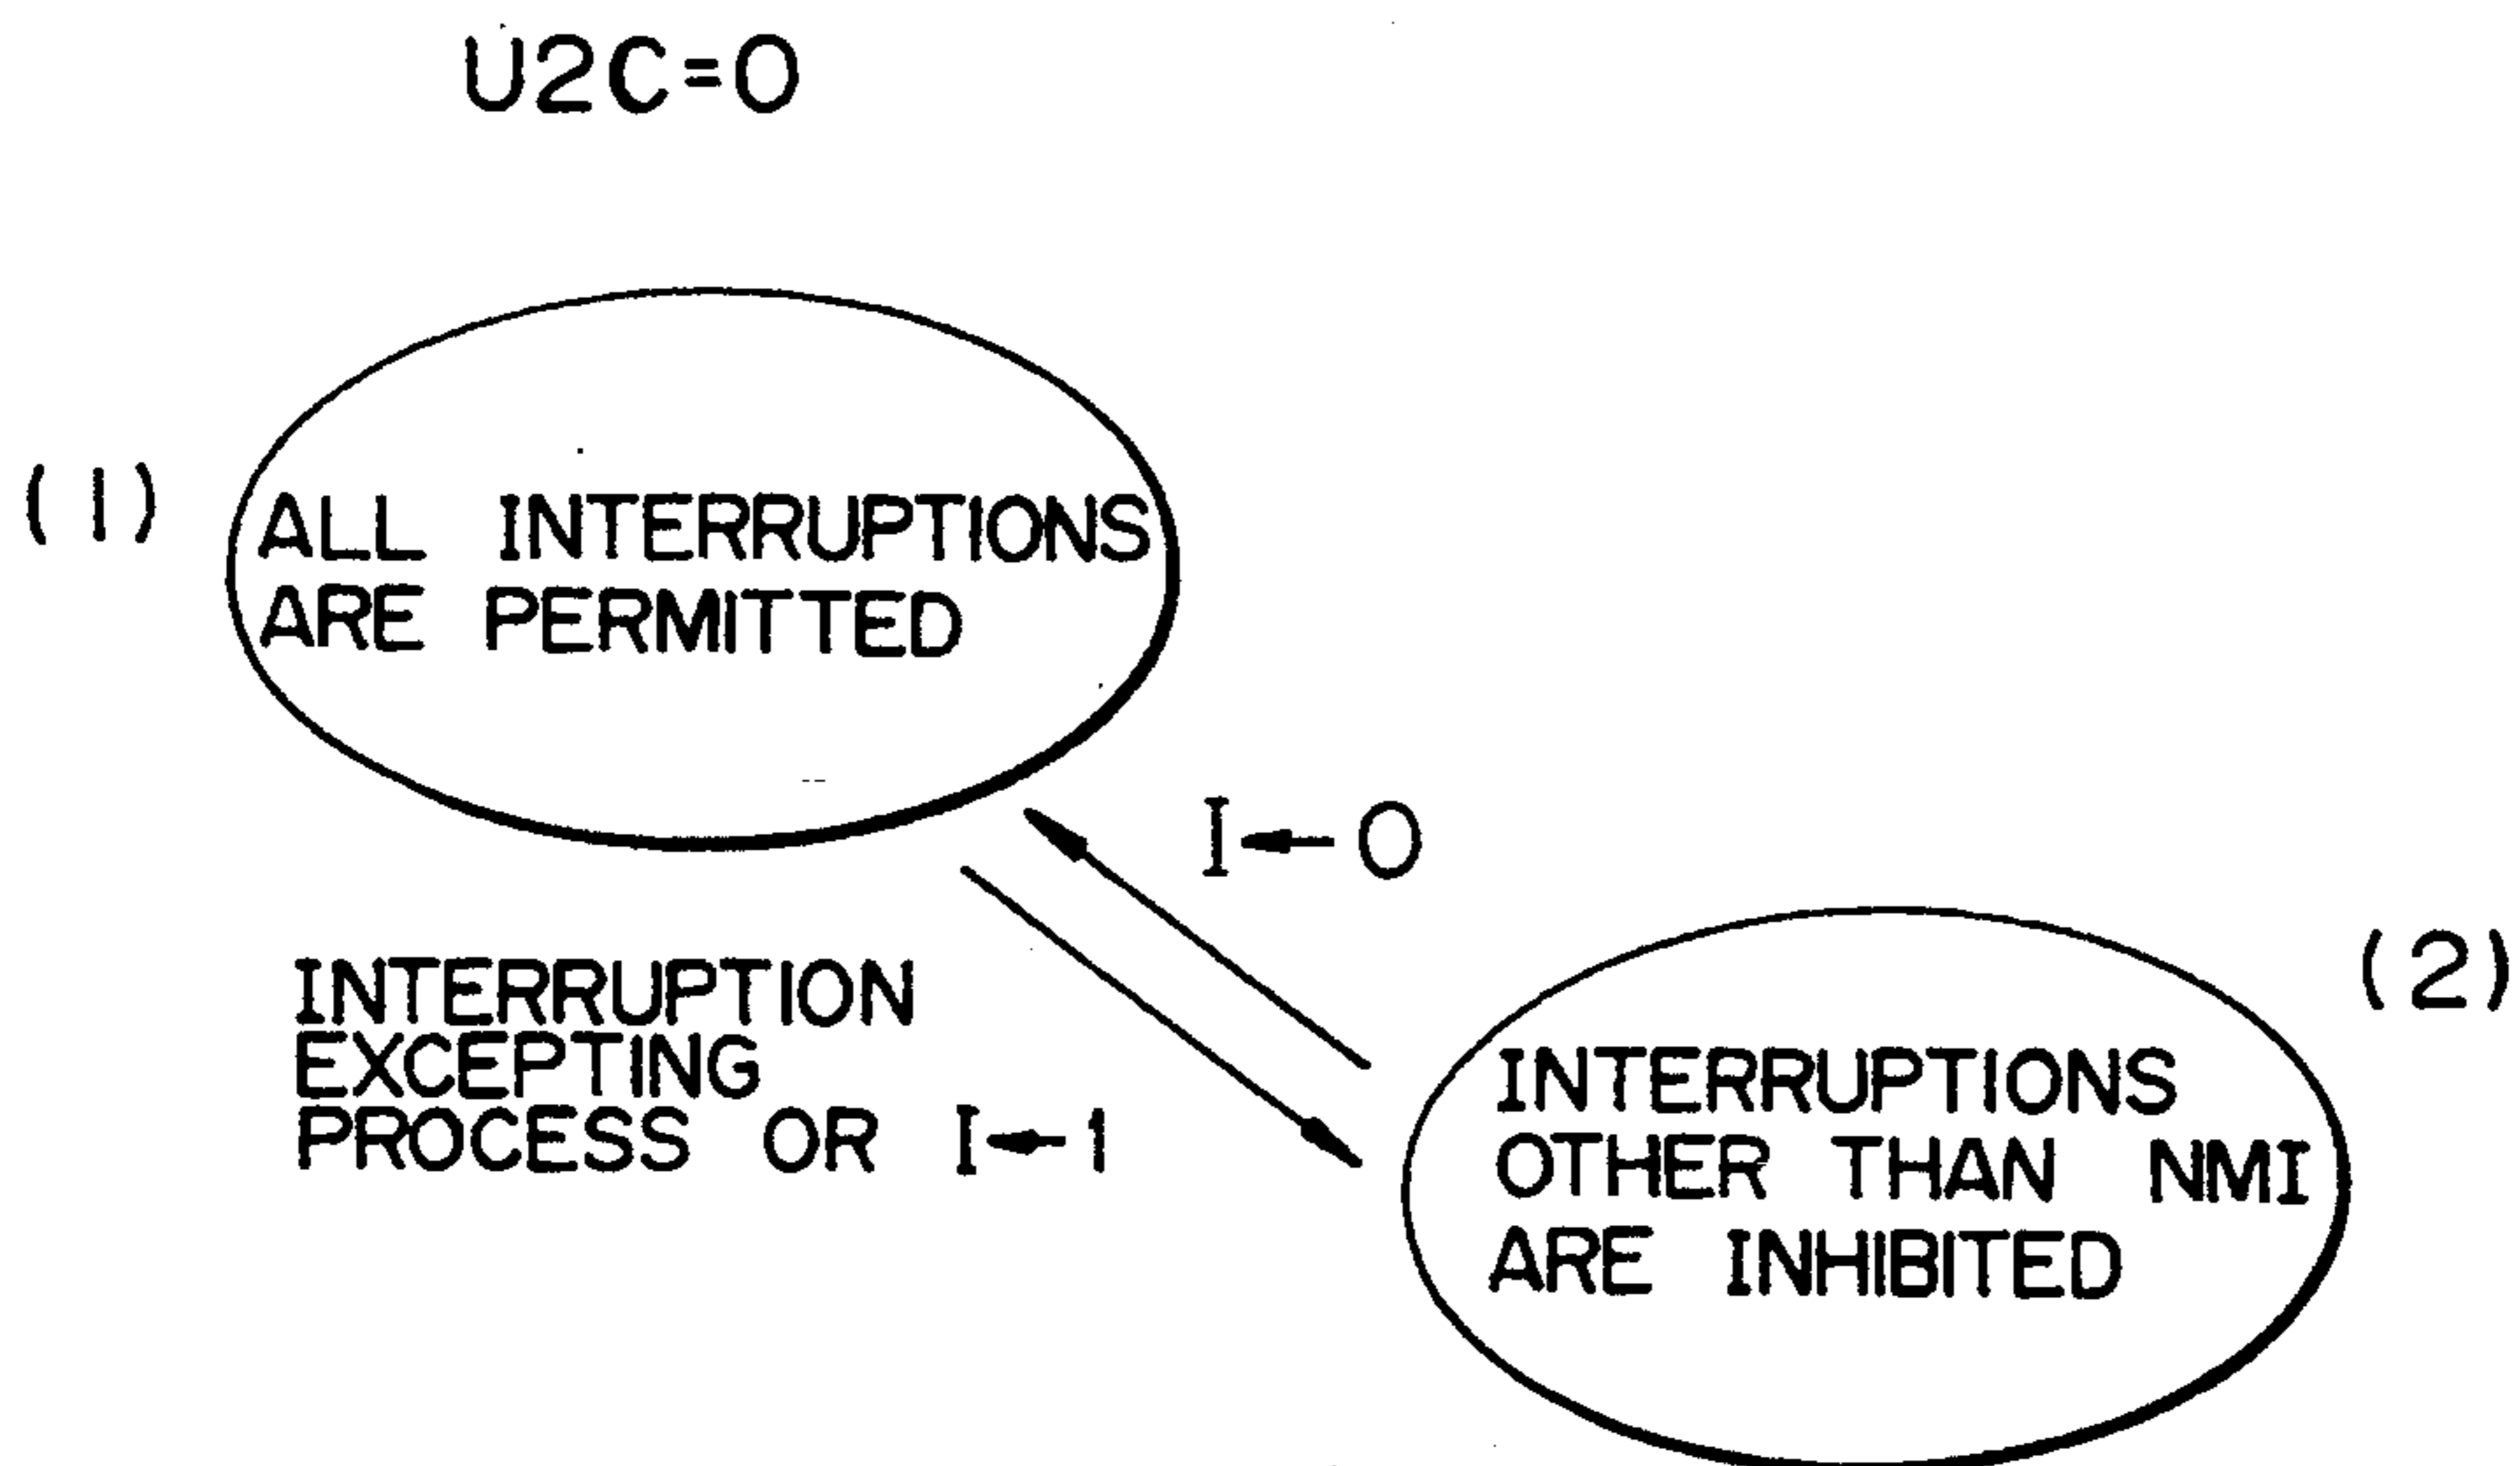 U2C=0
(1)
ALL INTERRUPTIONS
ARE PERMITTED
I←0
INTERRUPTION
EXCEPTING
PROCESS OR I→1
(2)
INTERRUPTIONS
OTHER THAN NMI
ARE INHIBITED